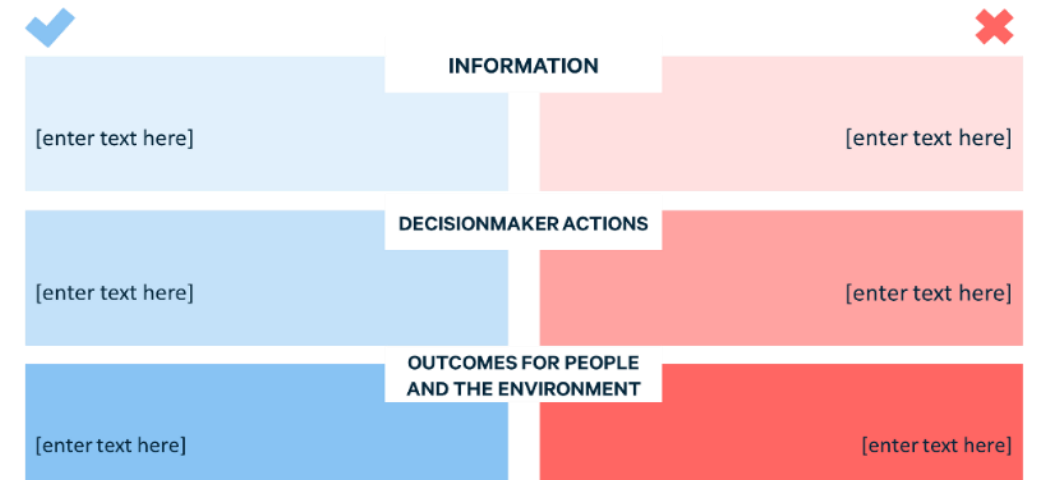 INFORMATION
[enter text here]
[enter text here]
DECISIONMAKER ACTIONS
[enter text here]
[enter text here]
OUTCOMES FOR PEOPLE
AND THE ENVIRONMENT
[enter text here]
[enter text here]